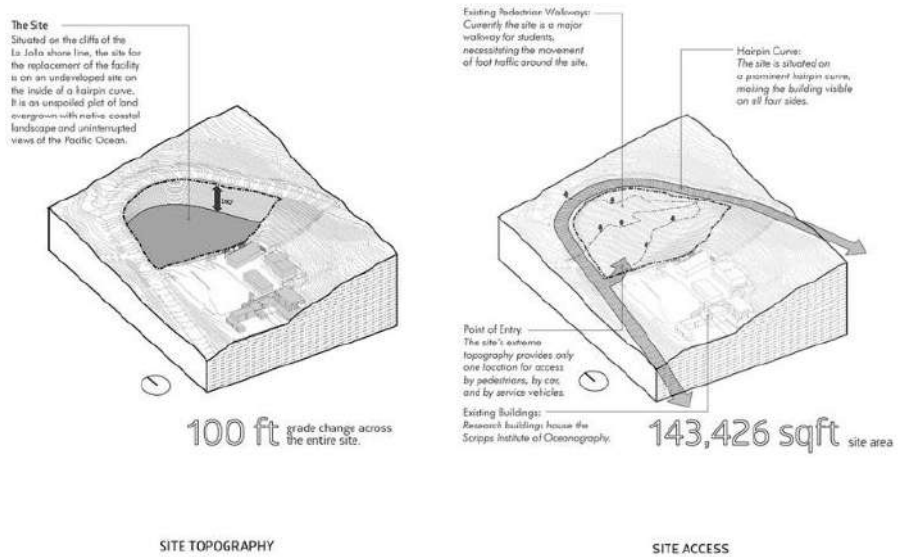 The Site
Situated on the cliffs of the
La Jolla shore line, the site for
the replacement of the facility
is on an undeveloped site on
the inside of a hairpin curve.
It is an unspoiled plot of land
overgrown with native coastal
landscape and uninterrupted
views of the Pacific Ocean.
100 ft grade change across
the entire site.
SITE TOPOGRAPHY
Existing Pedestrian Walkways:
Currently the site is a major
walkway for students,
necessitating the movement
of foot traffic around the site.
Hairpin Curve:
The site is situated on
a prominent hairpin curve,
making the building visible
on all four sides.
Point of Entry
The site's extreme
topography provides only
one location for access
by pedestrians, by car,
and by service vehicles.
Existing Buildings:
Research buildings house the
Scripps Institute of Oceanography.
143,426 sqft site area
SITE ACCESS